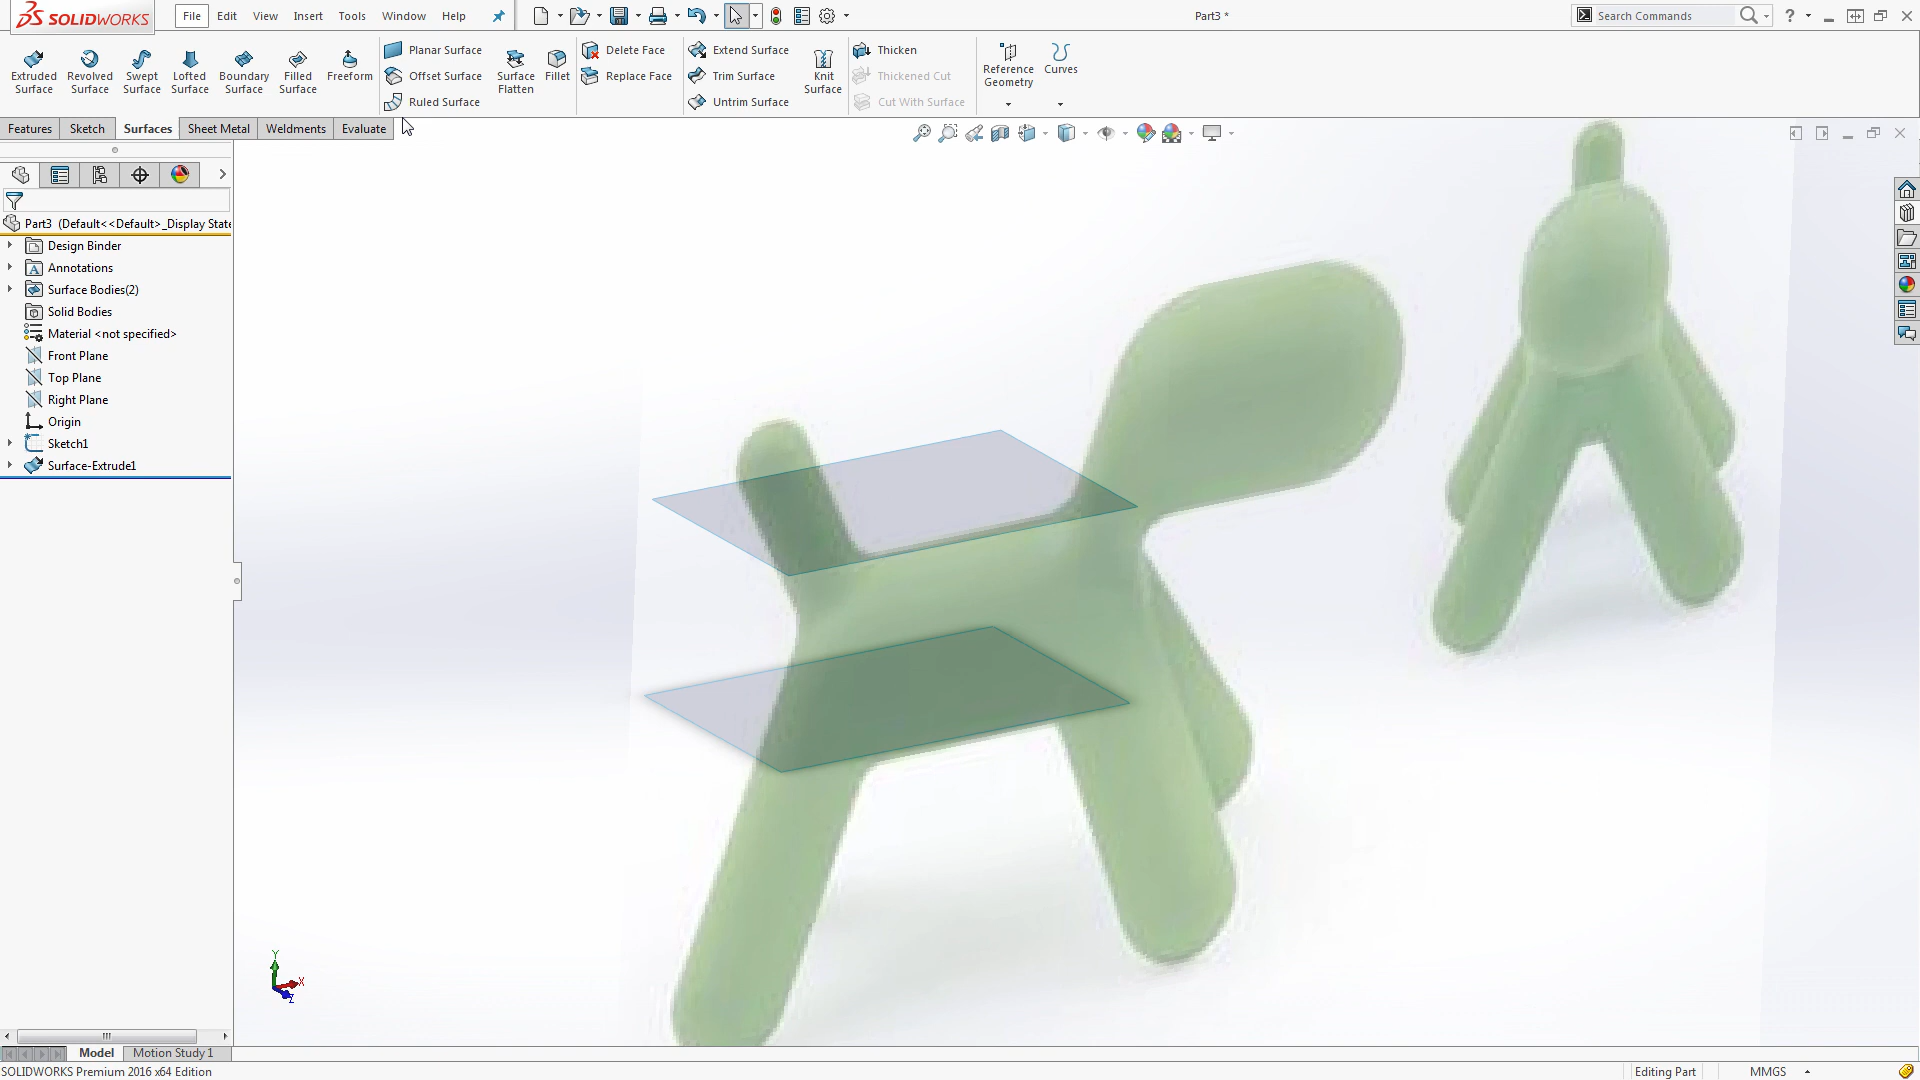 SOLIDWORKS
File Edit View Insert Tools Window Help
Part3 *
Search Commands
?
Extruded Surface
Revolved Surface
Swept Surface
Lofted Surface
Boundary Surface
Filled Surface
Freeform
Planar Surface
Offset Surface
Ruled Surface
Surface Flatten
Fillet
Delete Face
Replace Face
Extend Surface
Trim Surface
Untrim Surface
Knit Surface
Thicken
Thickened Cut
Cut With Surface
Reference Geometry
Curves
Features Sketch Surfaces Sheet Metal Weldments Evaluate
Part3 (Default<<Default>_Display State
Design Binder
A Annotations
Surface Bodies(2)
Solid Bodies
Material <not specified>
Front Plane
Top Plane
Right Plane
Origin
Sketch1
Surface-Extrude1
Y
X
Z
Model Motion Study 1
SOLIDWORKS Premium 2016 x64 Edition
Editing Part
MMGS